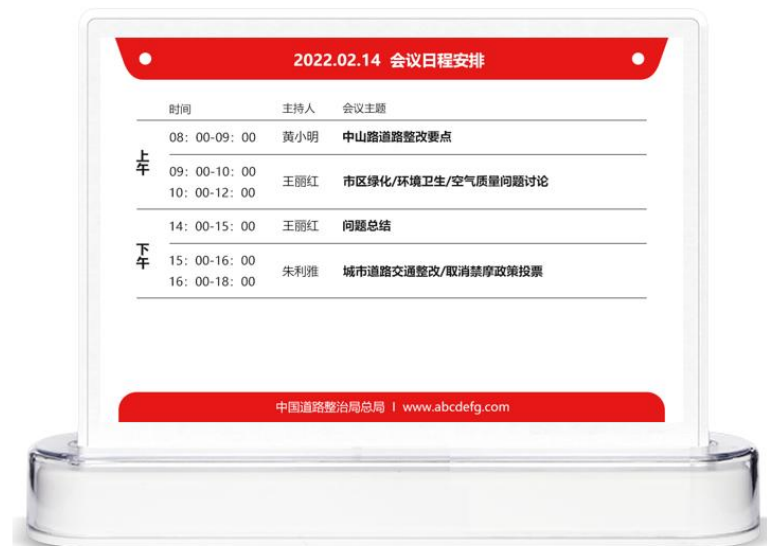 2022.02.14 会议日程安排
时间 主持人 会议主题
上午
08：00-09：00 黄小明 中山路道路整改要点
09：00-10：00
10：00-12：00
王丽红 市区绿化/环境卫生/空气质量问题讨论
下午
14：00-15：00 王丽红 问题总结
15：00-16：00
16：00-18：00
朱利雅 城市道路交通整改/取消禁摩政策投票
中国道路整治局总局 | www.abcdefg.com